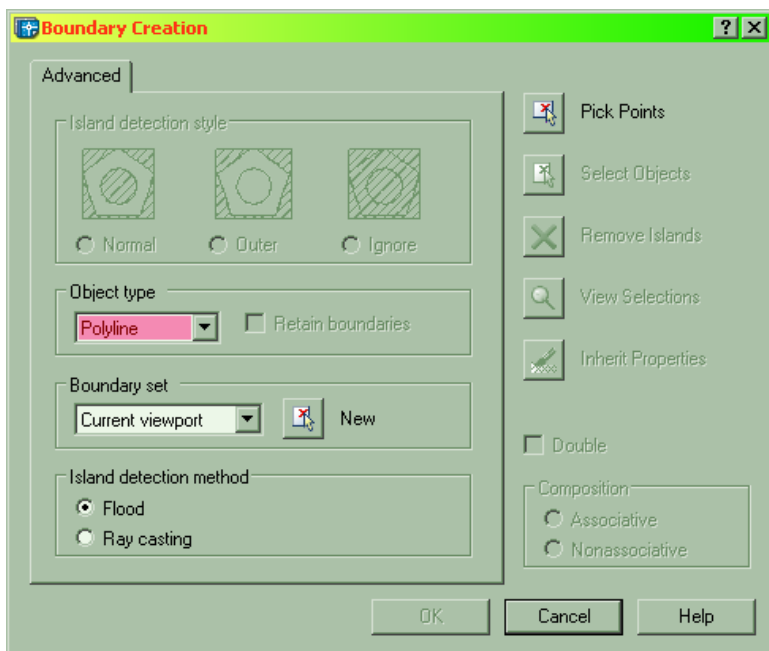 Boundary Creation
Advanced
Island detection style
Normal
Outer
Ignore
Object type
Polyline
Retain boundaries
Boundary set
Current viewport
New
Island detection method
Flood
Ray casting
Pick Points
Select Objects
Remove Islands
View Selections
Inherit Properties
Double
Composition
Associative
Nonassociative
OK
Cancel
Help